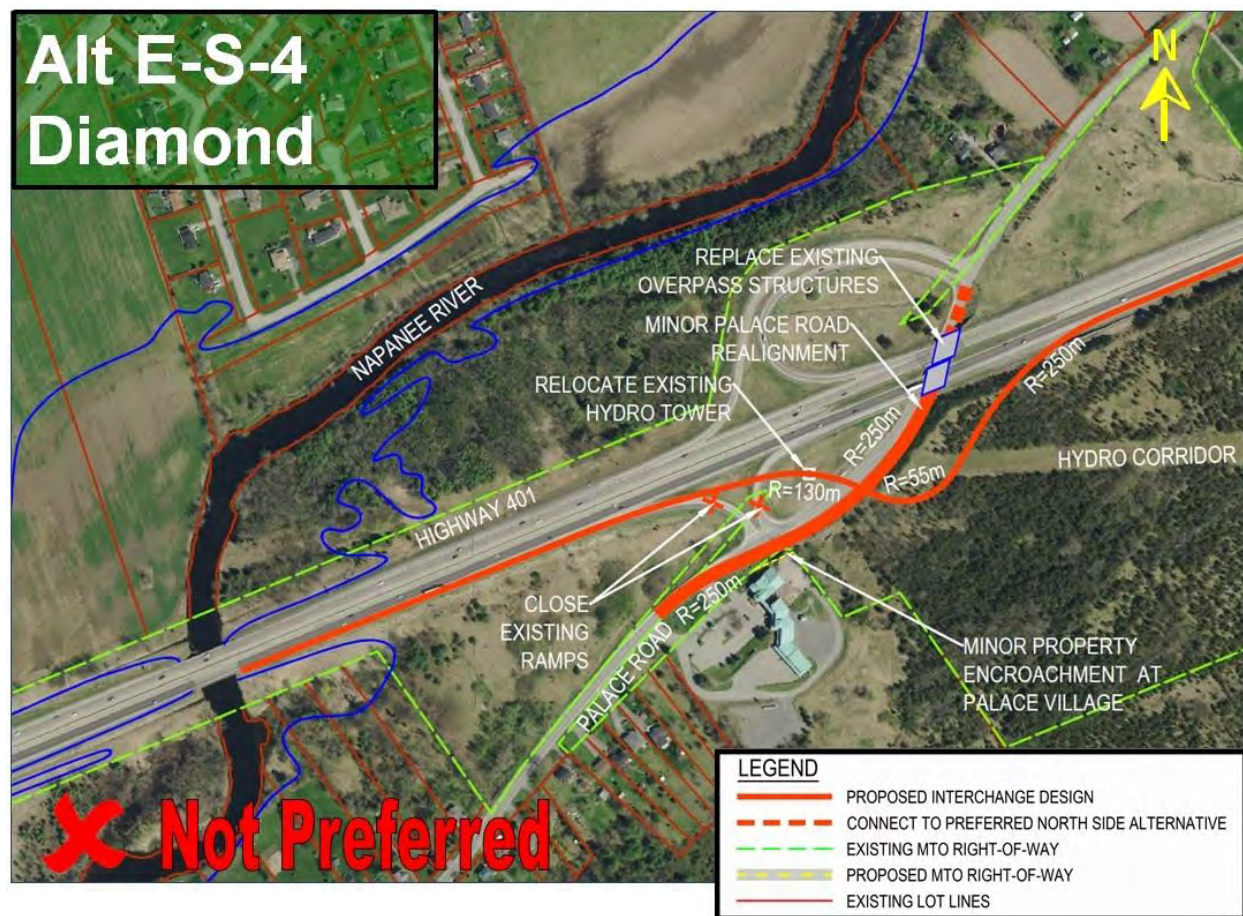 Alt E-S-4
Diamond
N
REPLACE EXISTING
OVERPASS STRUCTURES
MINOR PALACE ROAD
REALIGNMENT
NAPANEE RIVER
RELOCATE EXISTING
HYDRO TOWER
R=250m
R=250m
HYDRO CORRIDOR
R=55m
R=130m
HIGHWAY 401
R=250m
CLOSE
EXISTING
RAMPS
PALACE ROAD
MINOR PROPERTY
ENCROACHMENT AT
PALACE VILLAGE
Not Preferred
LEGEND
PROPOSED INTERCHANGE DESIGN
CONNECT TO PREFERRED NORTH SIDE ALTERNATIVE
EXISTING MTO RIGHT-OF-WAY
PROPOSED MTO RIGHT-OF-WAY
EXISTING LOT LINES